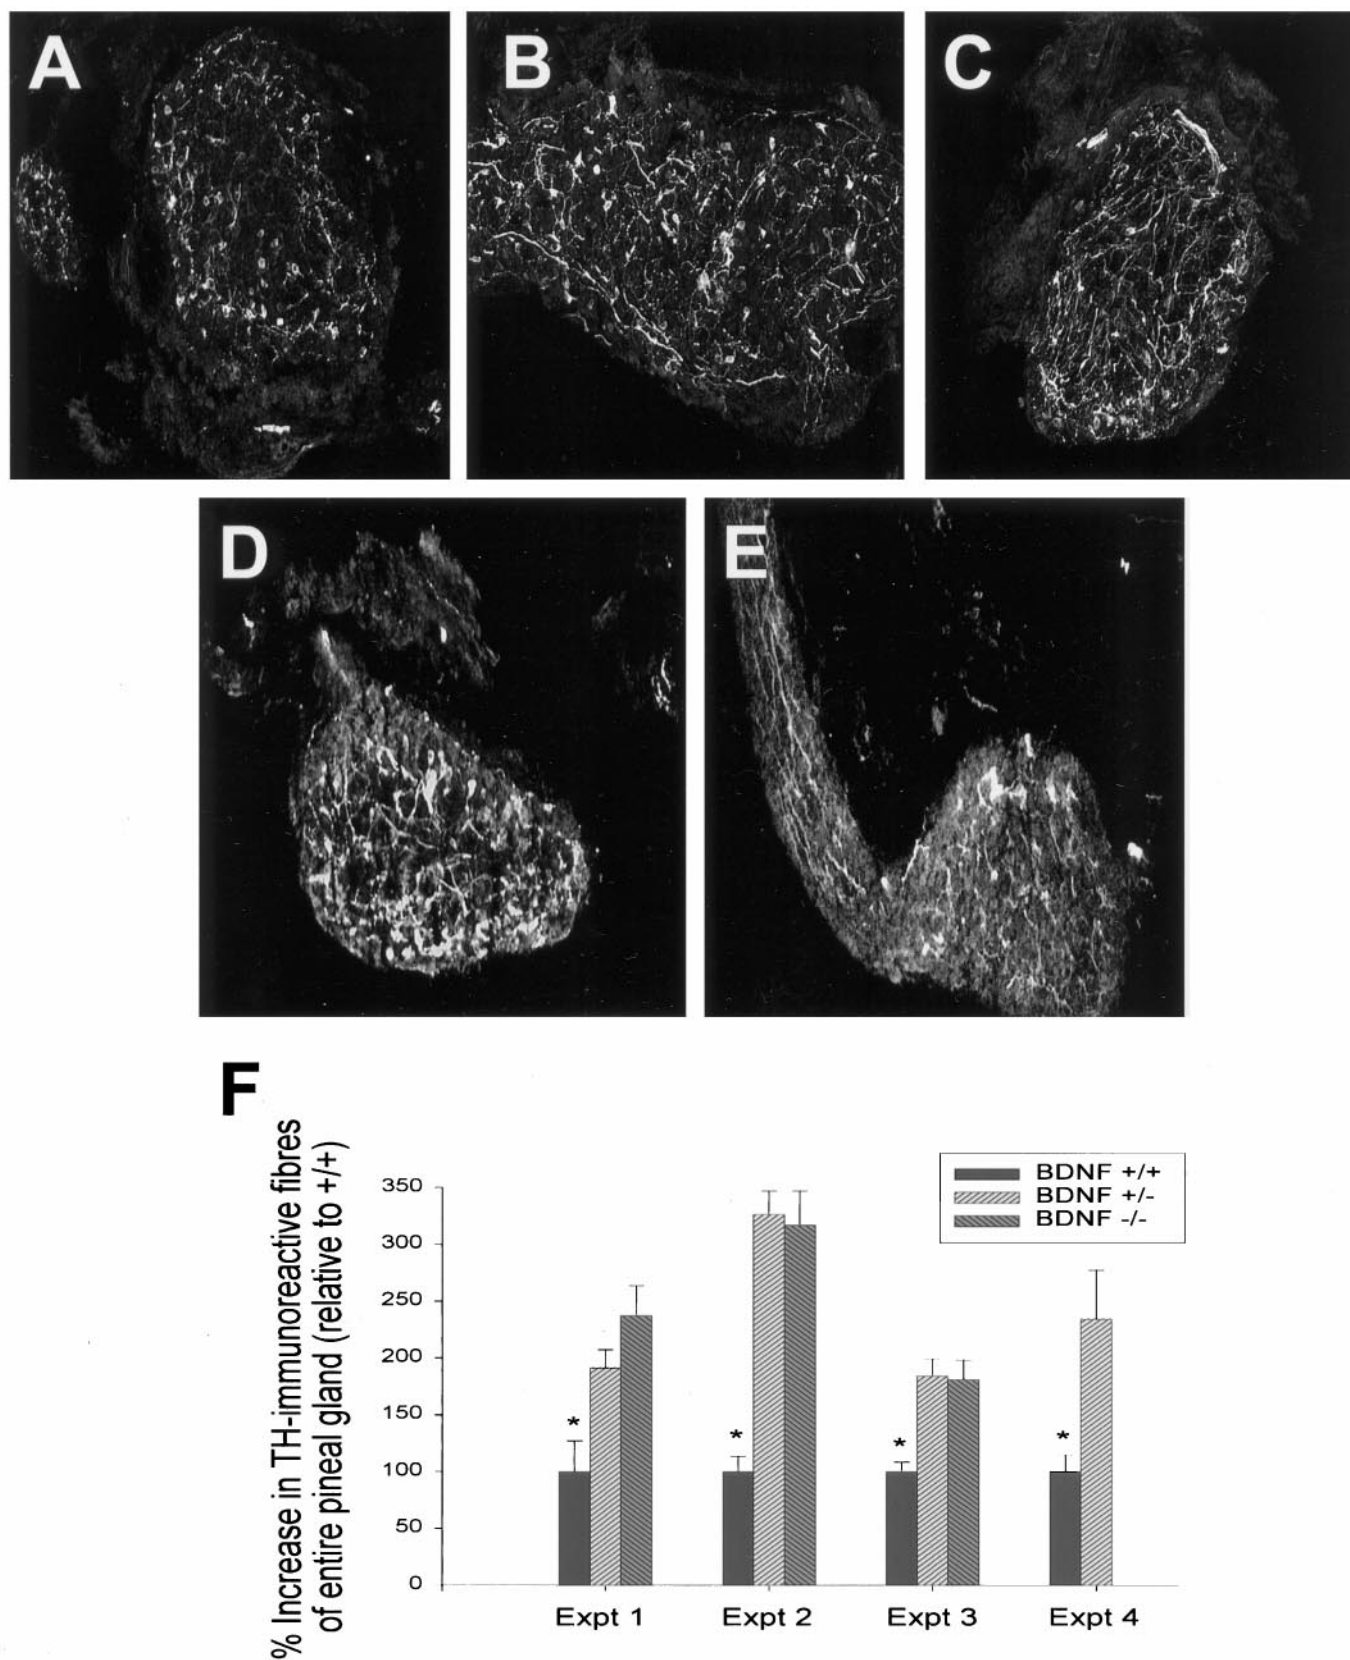 A
B
C
D
E
F
% Increase in TH-immunoreactive fibres
of entire pineal gland (relative to +/+)
350
300
250
200
150
100
50
0
*
*
*
*
BDNF +/+
BDNF +/-
BDNF -/-
Expt 1
Expt 2
Expt 3
Expt 4